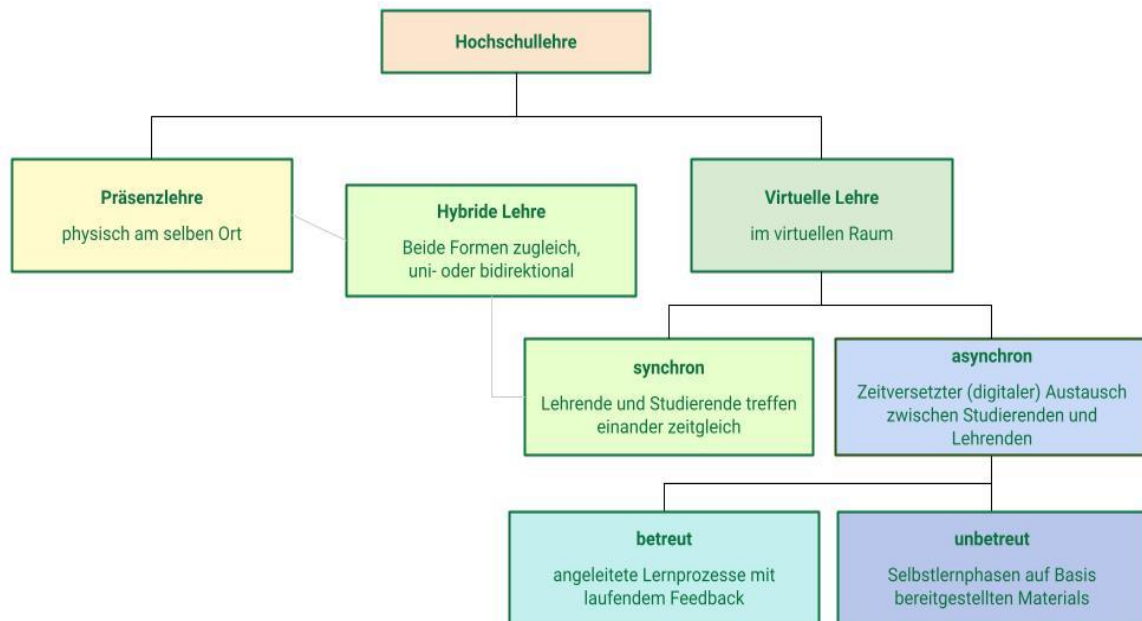 Hochschullehre
Präsenzlehre
physisch am selben Ort
Hybride Lehre
Beide Formen zugleich,
uni- oder bidirektional
Virtuelle Lehre
im virtuellen Raum
synchron
Lehrende und Studierende treffen
einander zeitgleich
asynchron
Zeitversetzter (digitaler) Austausch
zwischen Studierenden und
Lehrenden
betreut
angeleitete Lernprozesse mit
laufendem Feedback
unbetreut
Selbstlernphasen auf Basis
bereitgestellten Materials